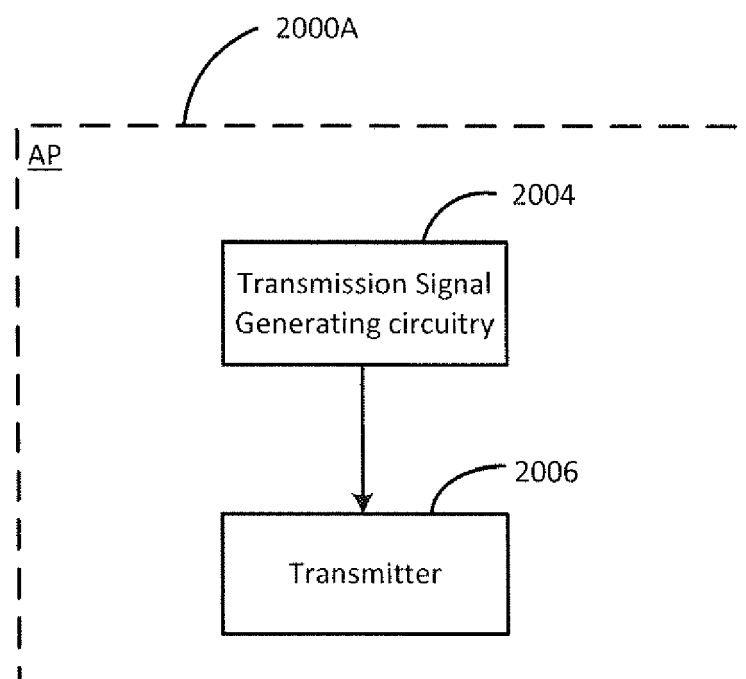 2000A
AP
2004
Transmission Signal
Generating circuitry
2006
Transmitter